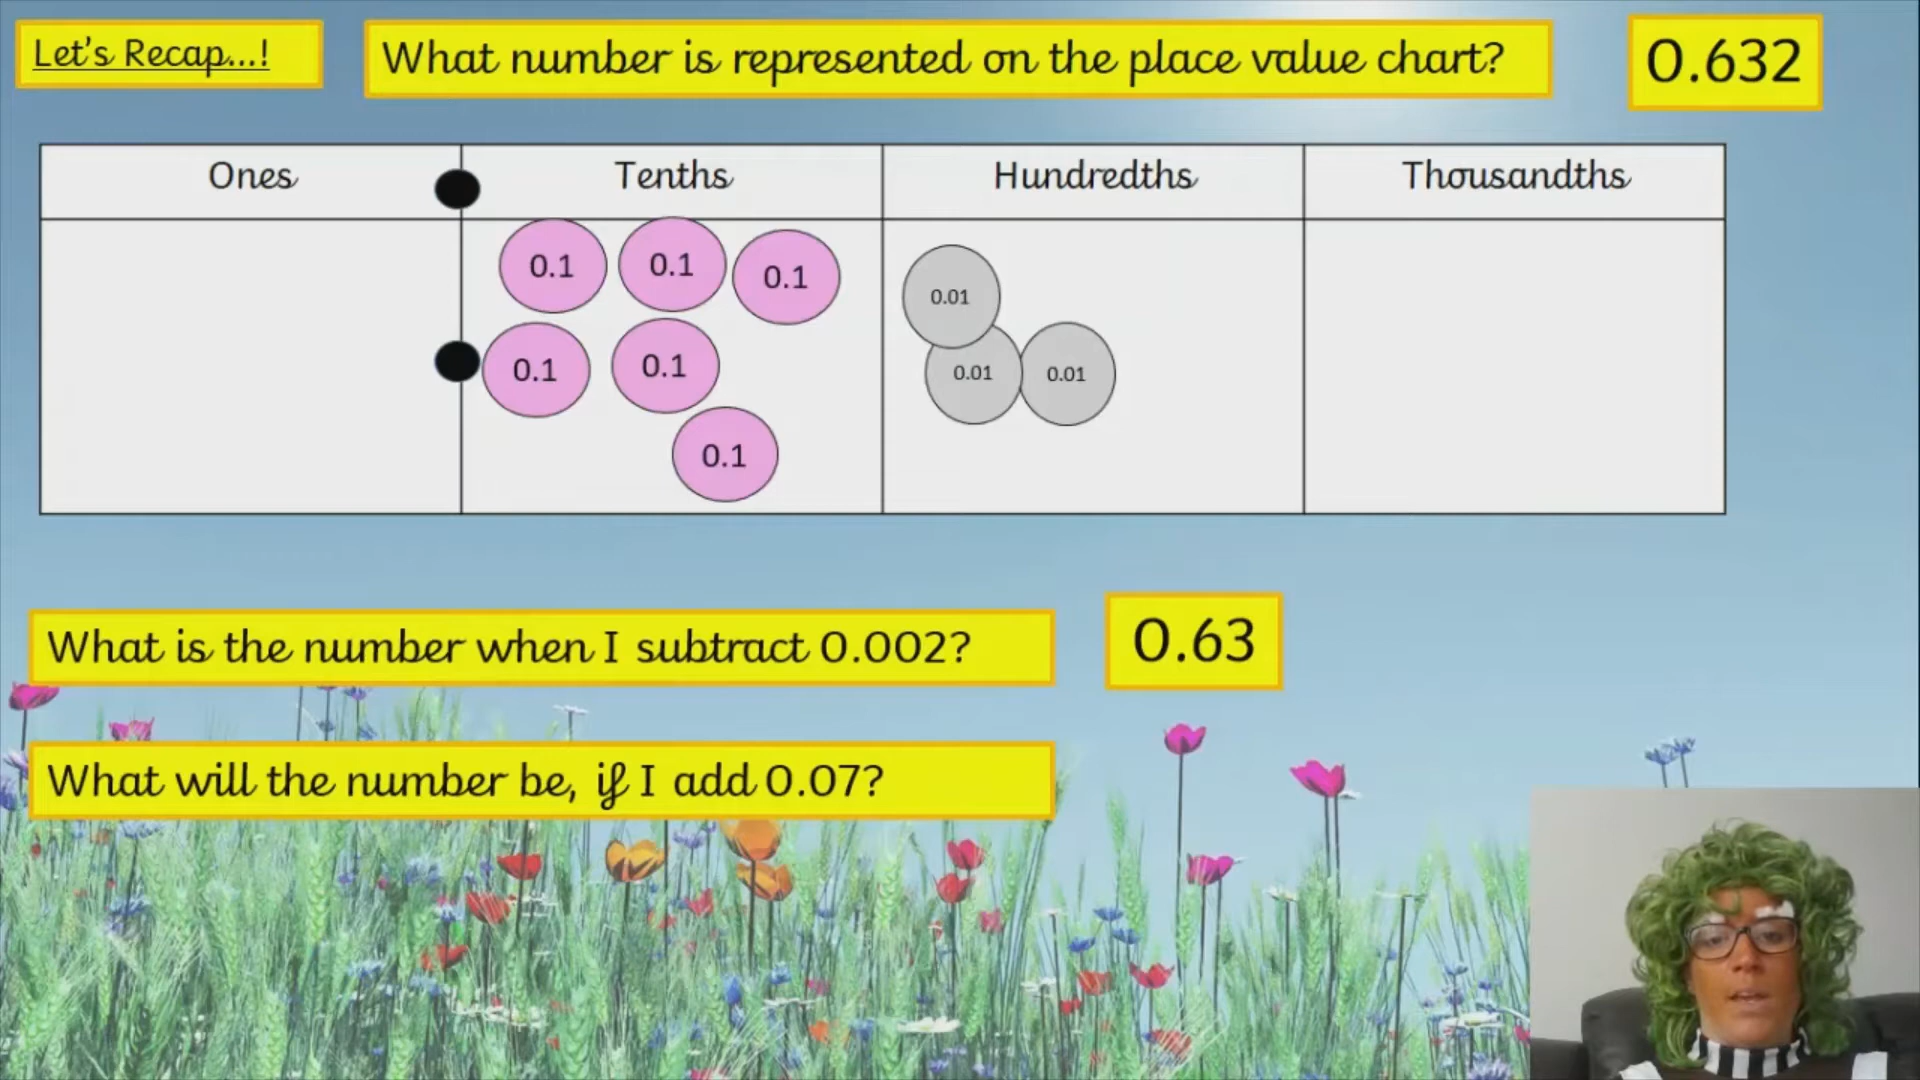 Let's Recap...!
What number is represented on the place value chart?
0.632
Ones
Tenths
Hundredths
Thousandths
0.1
0.1
0.1
0.01
0.1
0.1
0.01
0.01
0.1
What is the number when I subtract 0.002?
0.63
What will the number be, if I add 0.07?